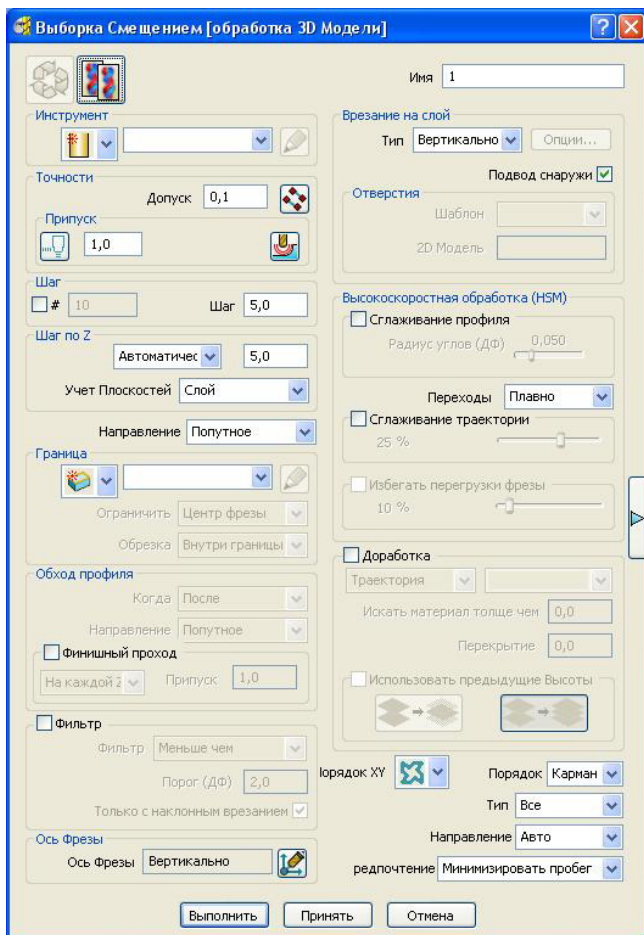 Выборка Смещением [обработка 3D Модели]
Имя 1
Инструмент
Точности
Допуск 0,1
Припуск
1,0
Шаг
# 10 Шаг 5,0
Шаг по Z
Автоматичес 5,0
Учет Плоскостей Слой
Направление Попутное
Граница
Ограничить Центр фрезы
Обрезка Внутри границы
Обход профиля
Когда После
Направление Попутное
Финишный проход
На каждой Z Припуск 1,0
Фильтр
Фильтр Меньше чем
Порог (ДФ) 2,0
Только с наклонным врезанием
Ось Фрезы
Ось Фрезы Вертикально
Врезание на слой
Тип Вертикально Опции...
Подвод снаружи
Отверстия
Шаблон
2D Модель
Высокоскоростная обработка (HSM)
Сглаживание профиля
Радиус углов (ДФ) 0,050
Переходы Плавно
Сглаживание траектории
25 %
Избегать перегрузки фрезы
10 %
Доработка
Траектория
Искать материал толще чем 0,0
Перекрытие 0,0
Использовать предыдущие Высоты
Іорядок XY Порядок Карман
Тип Все
Направление Авто
редпочтение Минимизировать пробег
Выполнить Принять Отмена